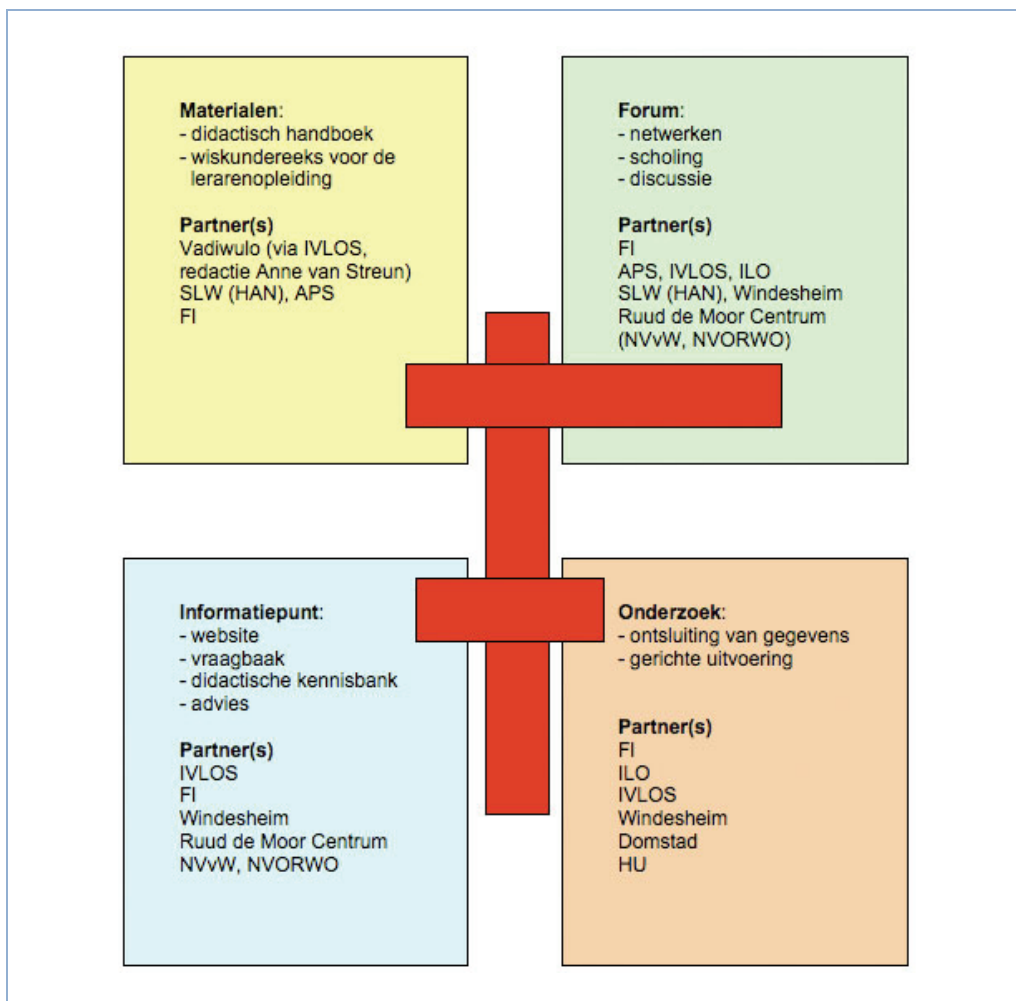 Materialen:
- didactisch handboek
- wiskundereeks voor de
lerarenopleiding
Partner(s)
Vadiwulo (via IVLOS,
redactie Anne van Streun)
SLW (HAN), APS
FI
Forum:
- netwerken
- scholing
- discussie
Partner(s)
FI
APS, IVLOS, ILO
SLW (HAN), Windesheim
Ruud de Moor Centrum
(NVvW, NVORWO)
Informatiepunt:
- website
- vraagbaak
- didactische kennisbank
- advies
Partner(s)
IVLOS
FI
Windesheim
Ruud de Moor Centrum
NVvW, NVORWO
Onderzoek:
- ontsluiting van gegevens
- gerichte uitvoering
Partner(s)
FI
ILO
IVLOS
Windesheim
Domstad
HU